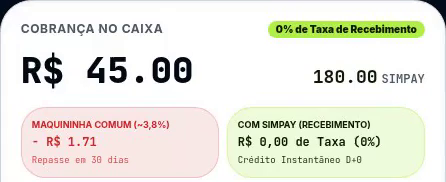 COBRANÇA NO CAIXA
0% de Taxa de Recebimento
R$ 45.00
180.00 SIMPAY
MAQUININHA COMUM (~3,8%)
- R$ 1.71
Repasse em 30 dias
COM SIMPAY (RECEBIMENTO)
R$ 0,00 de Taxa (0%)
Crédito Instantâneo D+0